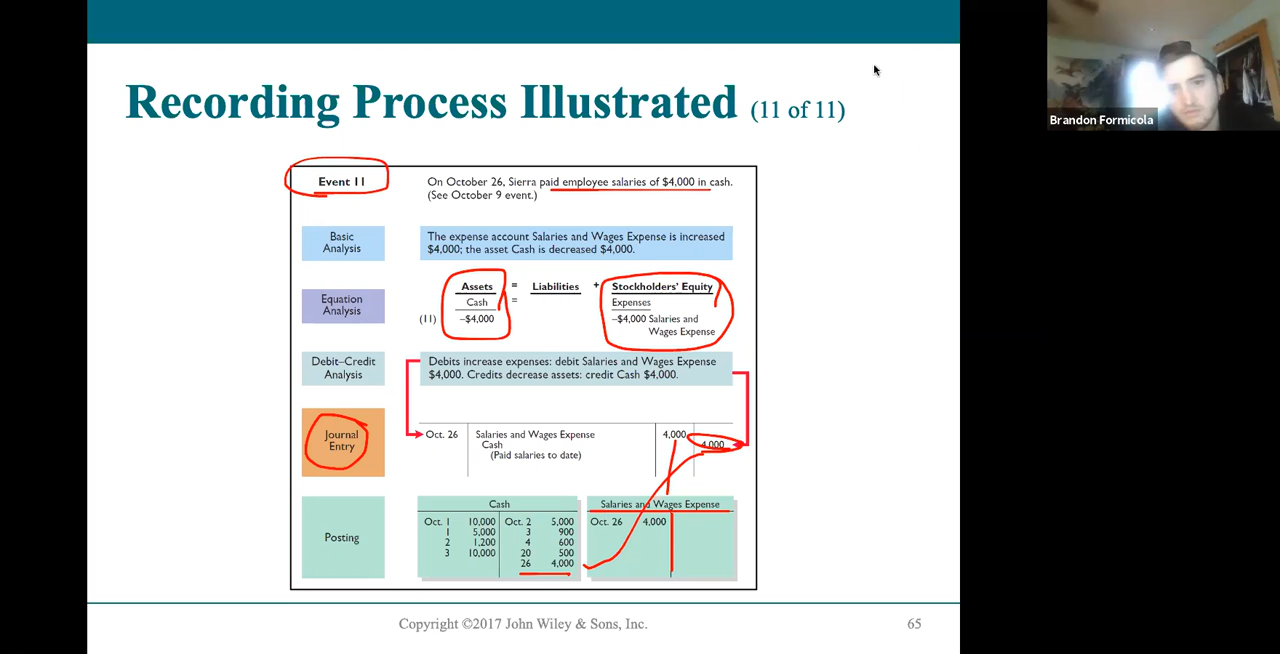 Recording Process Illustrated (11 of 11)
Brandon Formicola
Event 11
On October 26, Sierra paid employee salaries of $4,000 in cash.
(See October 9 event.)
Basic
Analysis
The expense account Salaries and Wages Expense is increased
$4,000; the asset Cash is decreased $4,000.
Equation
Analysis
Assets = Liabilities + Stockholders' Equity
Cash = Expenses
(11) –$4,000 –$4,000 Salaries and
Wages Expense
Debit–Credit
Analysis
Debits increase expenses: debit Salaries and Wages Expense
$4,000. Credits decrease assets: credit Cash $4,000.
Journal
Entry
Oct. 26 Salaries and Wages Expense 4,000
Cash 4,000
(Paid salaries to date)
Posting
Cash
Oct. 1 10,000 Oct. 2 5,000
1 5,000 3 900
2 1,200 4 600
3 10,000 20 500
26 4,000
Salaries and Wages Expense
Oct. 26 4,000
Copyright ©2017 John Wiley & Sons, Inc.
65